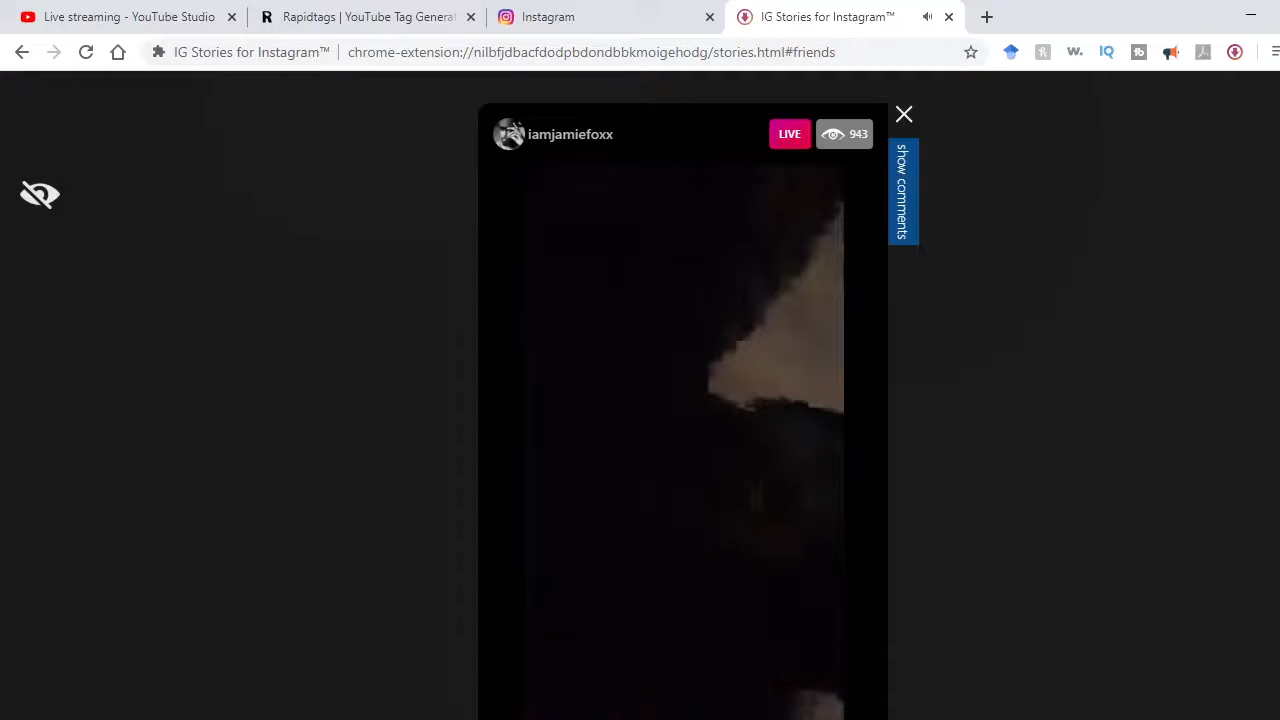 Live streaming - YouTube Studio
Rapidtags | YouTube Tag Generat
Instagram
IG Stories for Instagram™
IG Stories for Instagram™ | chrome-extension://nilbfjdbacfdodpbdondbbkmoigehodg/stories.html#friends
iamjamiefoxx
LIVE
943
show comments